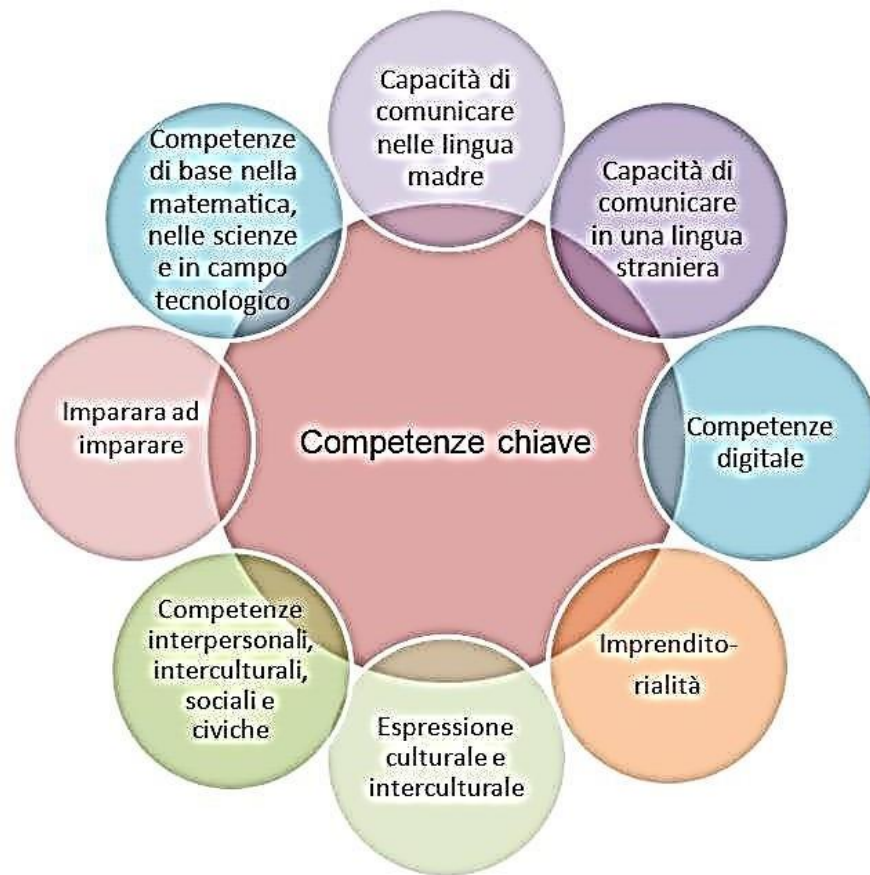 Capacità di
comunicare
nelle lingua
madre
Capacità di
comunicare
in una lingua
straniera
Competenze
digitale
Imprendito-
rialità
Espressione
culturale e
interculturale
Competenze
interpersonali,
interculturali,
sociali e
civiche
Imparara ad
imparare
Competenze
di base nella
matematica,
nelle scienze
e in campo
tecnologico
Competenze chiave